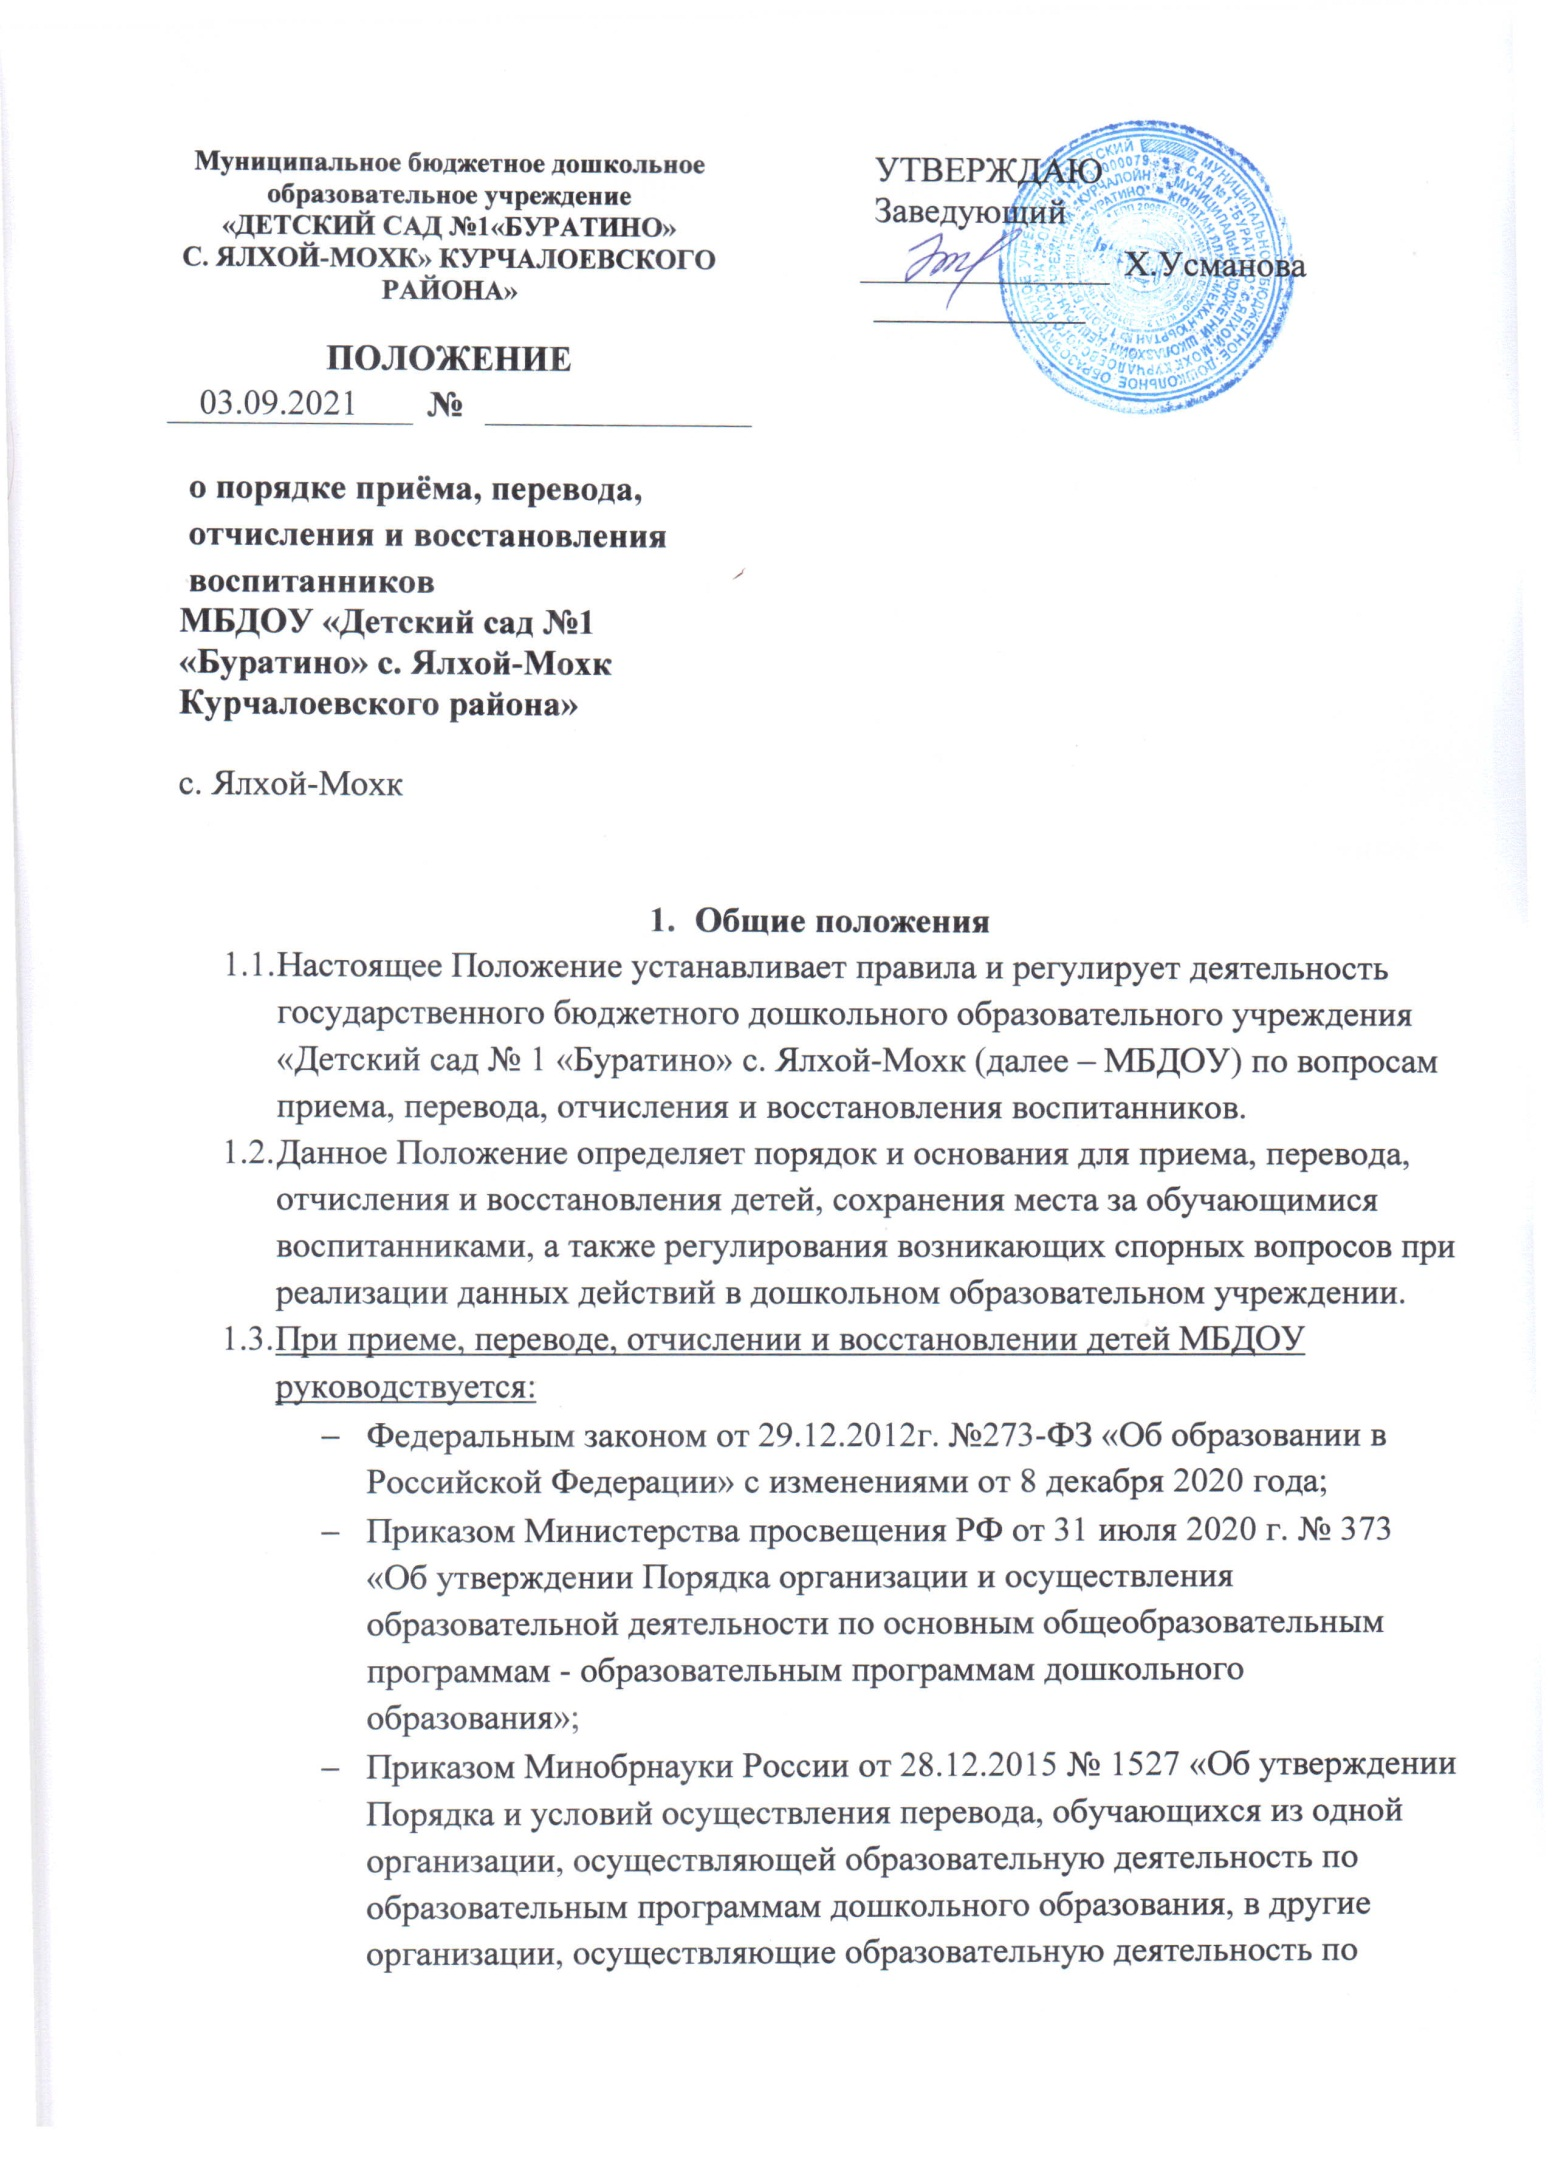 Муниципальное бюджетное дошкольное
образовательное учреждение
«ДЕТСКИЙ САД №1«БУРАТИНО»
С. ЯЛХОЙ-МОХК» КУРЧАЛОЕВСКОГО
РАЙОНА»
ПОЛОЖЕНИЕ
03.09.2021 №
УТВЕРЖДАЮ
Заведующий
Х.Усманова
о порядке приёма, перевода,
отчисления и восстановления
воспитанников
МБДОУ «Детский сад №1
«Буратино» с. Ялхой-Мохк
Курчалоевского района»
с. Ялхой-Мохк
1. Общие положения
1.1.Настоящее Положение устанавливает правила и регулирует деятельность
государственного бюджетного дошкольного образовательного учреждения
«Детский сад № 1 «Буратино» с. Ялхой-Мохк (далее – МБДОУ) по вопросам
приема, перевода, отчисления и восстановления воспитанников.
1.2.Данное Положение определяет порядок и основания для приема, перевода,
отчисления и восстановления детей, сохранения места за обучающимися
воспитанниками, а также регулирования возникающих спорных вопросов при
реализации данных действий в дошкольном образовательном учреждении.
1.3.При приеме, переводе, отчислении и восстановлении детей МБДОУ
руководствуется:
– Федеральным законом от 29.12.2012г. №273-ФЗ «Об образовании в
Российской Федерации» с изменениями от 8 декабря 2020 года;
– Приказом Министерства просвещения РФ от 31 июля 2020 г. № 373
«Об утверждении Порядка организации и осуществления
образовательной деятельности по основным общеобразовательным
программам - образовательным программам дошкольного
образования»;
– Приказом Минобрнауки России от 28.12.2015 № 1527 «Об утверждении
Порядка и условий осуществления перевода, обучающихся из одной
организации, осуществляющей образовательную деятельность по
образовательным программам дошкольного образования, в другие
организации, осуществляющие образовательную деятельность по